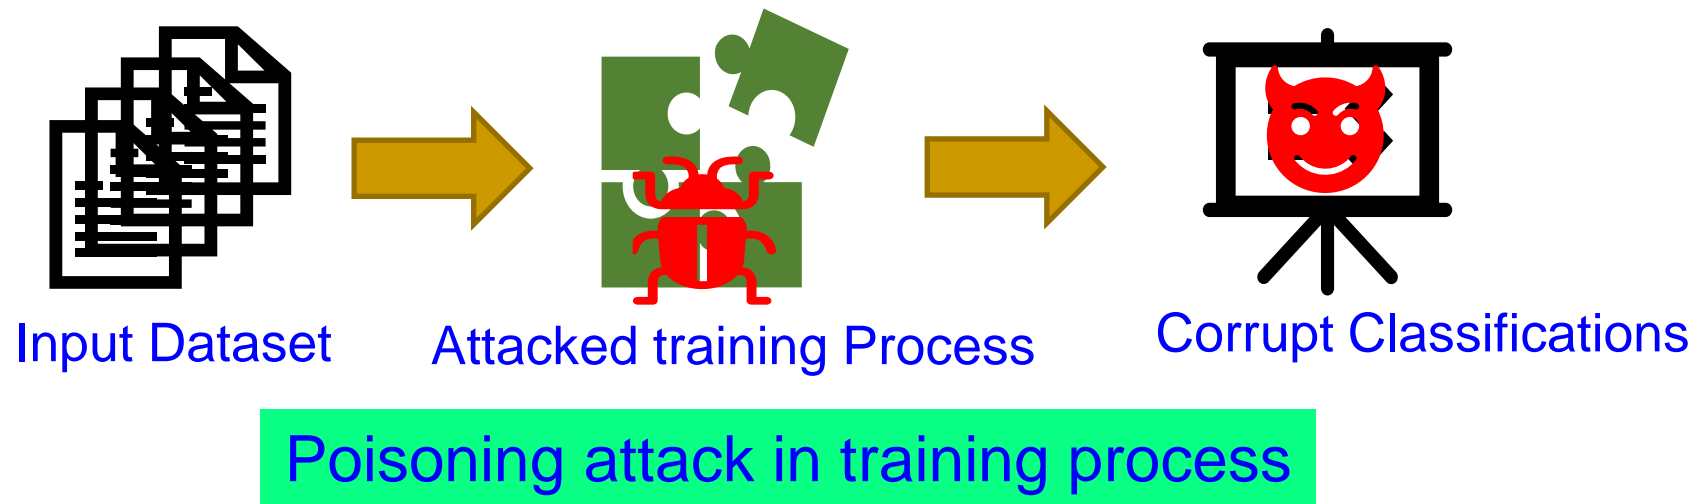 Input Dataset
Attacked training Process
Corrupt Classifications
Poisoning attack in training process